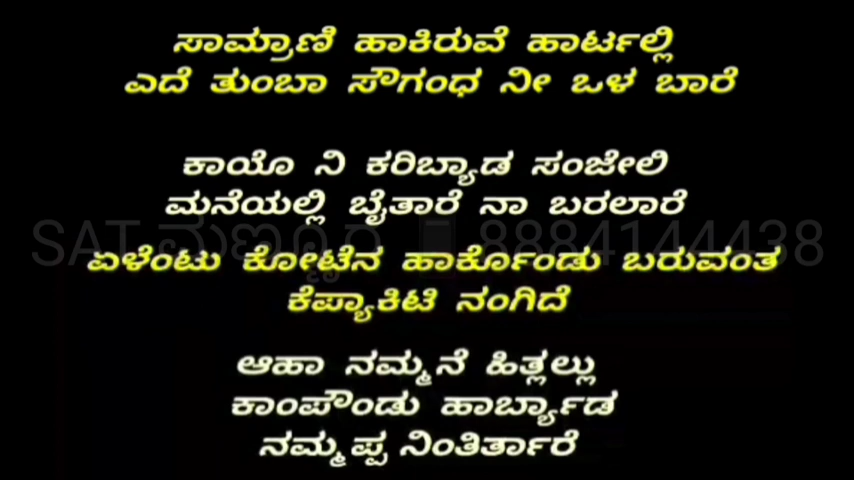 ಸಾಮ್ರಾಣಿ ಹಾಕಿರುವೆ ಹಾರ್ಟಲ್ಲಿ
ಎದೆ ತುಂಬಾ ಸೌಗಂಧ ನೀ ಒಳ ಬಾರೆ
ಕಾಯೊ ನಿ ಕರಿಬ್ಯಾಡ ಸಂಜೇಲಿ
ಮನೆಯಲ್ಲಿ ಬೈತಾರೆ ನಾ ಬರಲಾರೆ
SAT 8884144438
ಏಳೆಂಟು ಕೋಟೆನ ಹಾರ್ಕೊಂಡು ಬರುವಂತ
ಕೆಪ್ಯಾಕಿಟಿ ನಂಗಿದೆ
ಆಹಾ ನಮ್ಮನೆ ಹಿತ್ಲಲ್ಲು
ಕಾಂಪೌಂಡು ಹಾರ್ಬ್ಯಾಡ
ನಮ್ಮಪ್ಪ ನಿಂತಿರ್ತಾರೆ